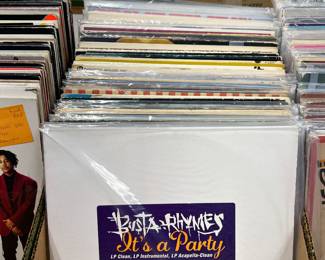 BUSTA RHYMES
It's a Party
LP Clean, LP Instrumental, LP Acapella-Clean